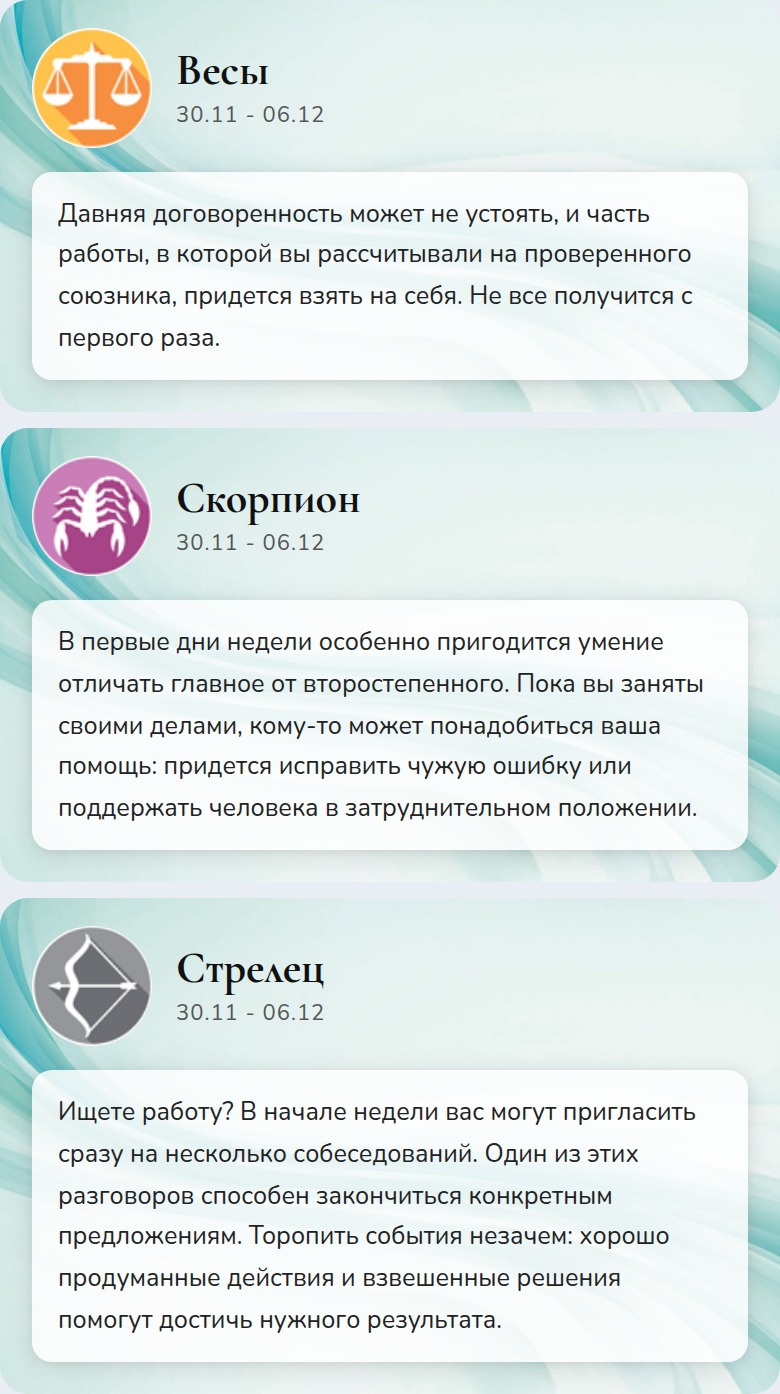 Весы
30.11 - 06.12
Давняя договоренность может не устоять, и часть
работы, в которой вы рассчитывали на проверенного
союзника, придется взять на себя. Не все получится с
первого раза.
Скорпион
30.11 - 06.12
В первые дни недели особенно пригодится умение
отличать главное от второстепенного. Пока вы заняты
своими делами, кому-то может понадобиться ваша
помощь: придется исправить чужую ошибку или
поддержать человека в затруднительном положении.
Стрелец
30.11 - 06.12
Ищете работу? В начале недели вас могут пригласить
сразу на несколько собеседований. Один из этих
разговоров способен закончиться конкретным
предложениям. Торопить события незачем: хорошо
продуманные действия и взвешенные решения
помогут достичь нужного результата.